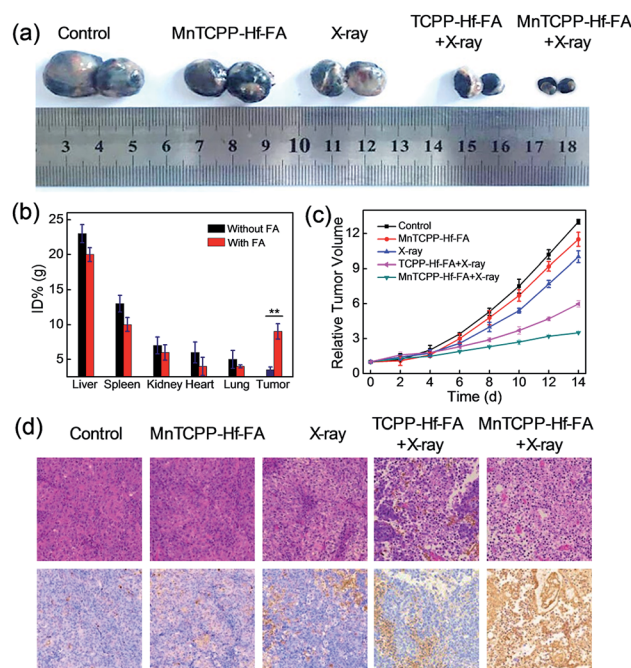 (a)
Control
MnTCPP-Hf-FA
X-ray
TCPP-Hf-FA
+X-ray
MnTCPP-Hf-FA
+X-ray
3 4 5 6 7 8 9 10 11 12 13 14 15 16 17 18
(b)
ID% (g)
25
20
15
10
5
Without FA
With FA
**
Liver Spleen Kidney Heart Lung Tumor
(c)
Relative Tumor Volume
12
9
6
3
0
Control
MnTCPP-Hf-FA
X-ray
TCPP-Hf-FA+X-ray
MnTCPP-Hf-FA+X-ray
0 2 4 6 8 10 12 14
Time (d)
(d)
Control
MnTCPP-Hf-FA
X-ray
TCPP-Hf-FA
+X-ray
MnTCPP-Hf-FA
+X-ray